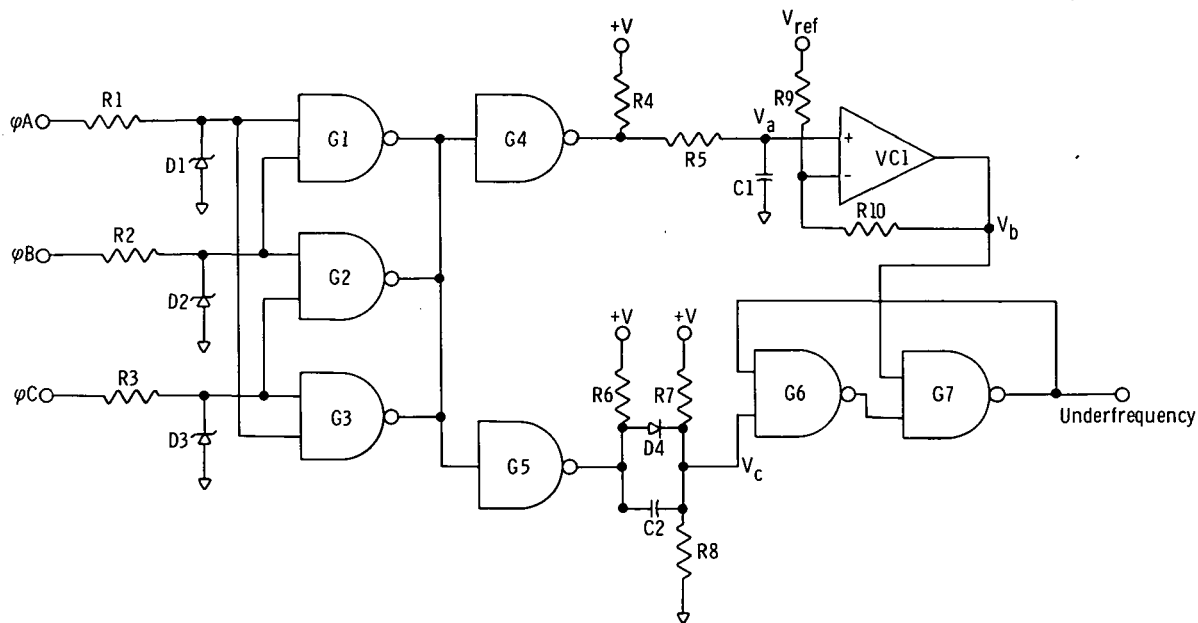 +V
V_ref
R1
φA
R4
R9
G1
G4
V_a
+
VC1
-
D1
R5
C1
R10
R2
V_b
φB
G2
D2
+V
+V
R3
φC
R6
R7
G6
G7
G3
Underfrequency
D3
D4
G5
V_c
C2
R8